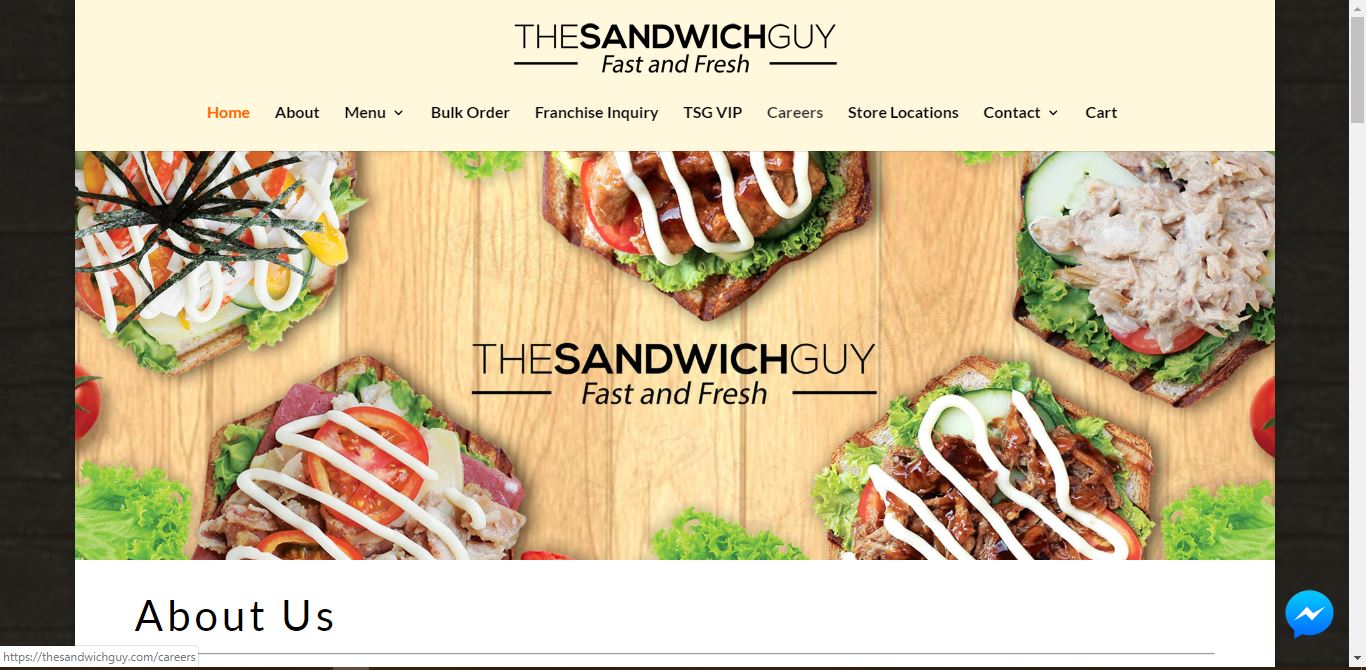 THESANDWICHGUY
Fast and Fresh
Home About Menu Bulk Order Franchise Inquiry TSG VIP Careers Store Locations Contact Cart
THESANDWICHGUY
Fast and Fresh
About Us
https://thesandwichguy.com/careers